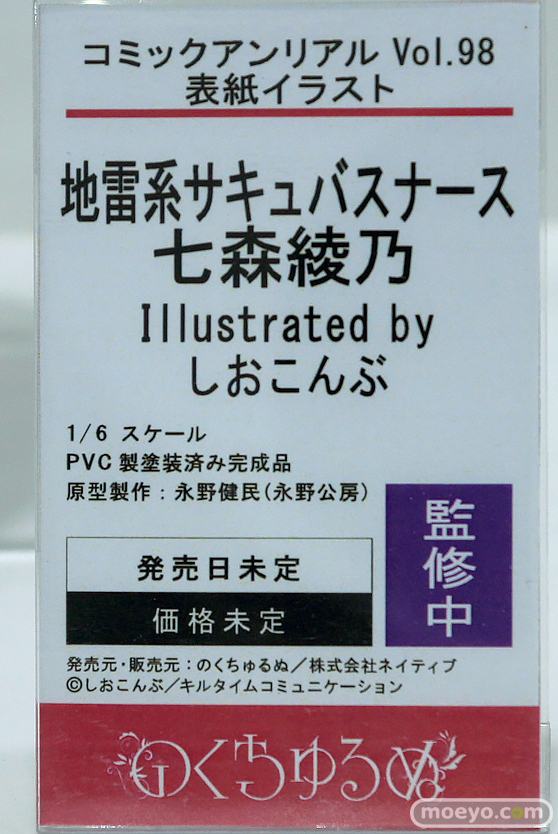 コミックアンリアル Vol.98
表紙イラスト
地雷系サキュバスナース
七森綾乃
Illustrated by
しおこんぶ
1/6 スケール
PVC製塗装済み完成品
原型製作：永野健民(永野公房)
監修中
発売日未定
価格未定
発売元・販売元：のくちゅるぬ／株式会社ネイティブ
©しおこんぶ／キルタイムコミュニケーション
のくちゅるぬ
moeyo.com